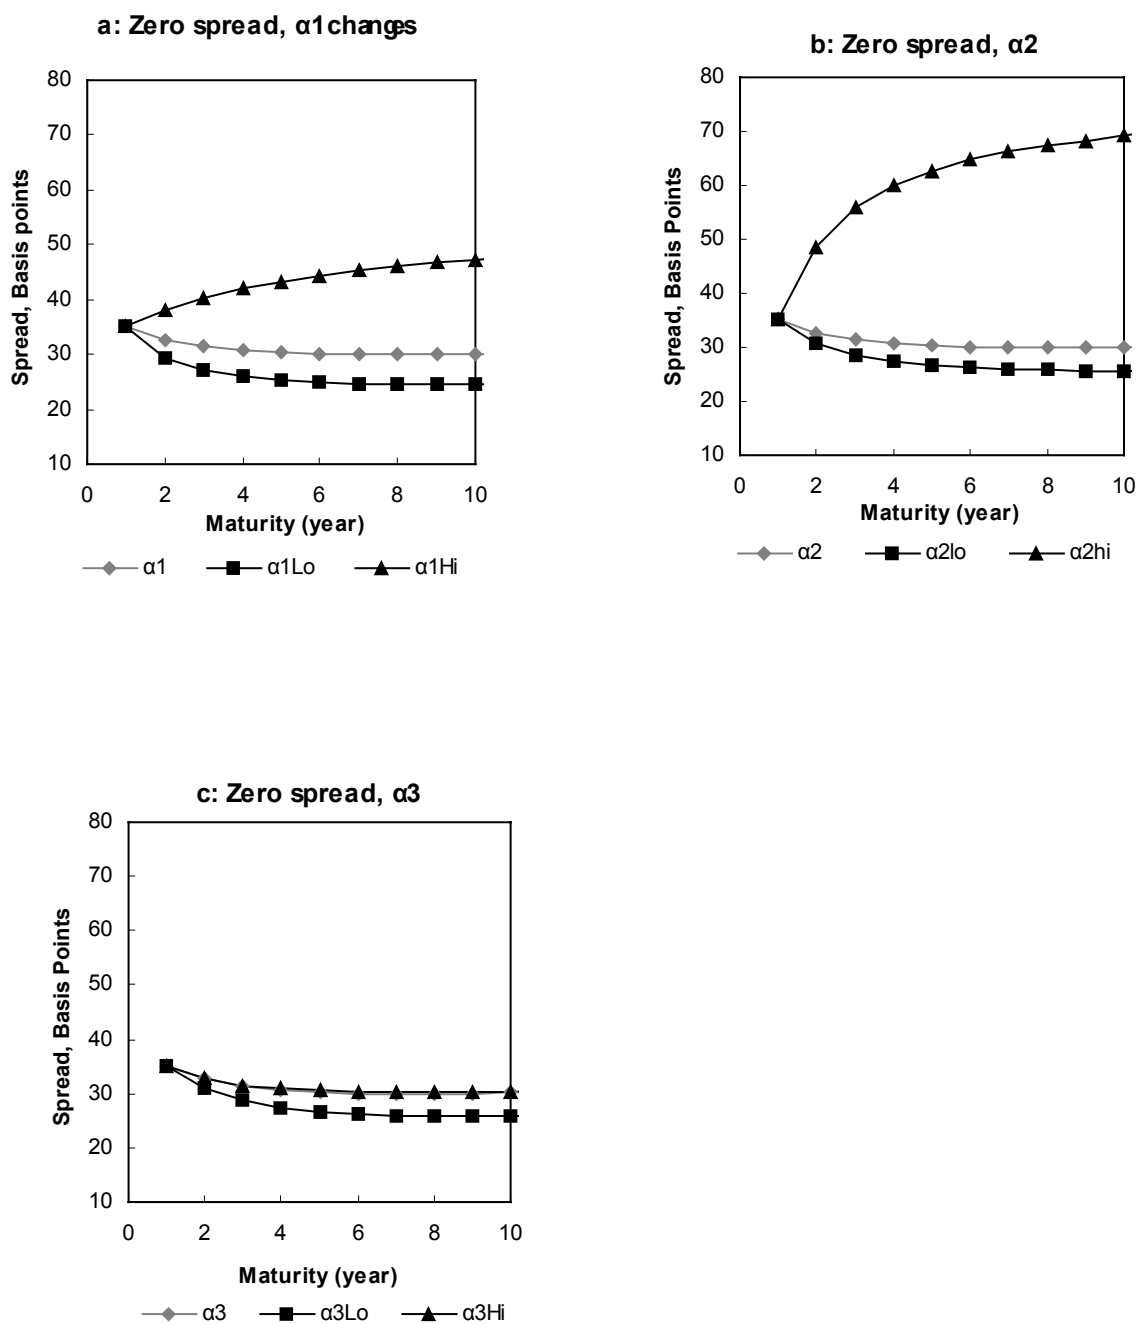 a: Zero spread, α1 changes
80
70
60
50
40
30
20
10
Spread, Basis points
0 2 4 6 8 10
Maturity (year)
α1 α1Lo α1Hi
b: Zero spread, α2
80
70
60
50
40
30
20
10
Spread, Basis Points
0 2 4 6 8 10
Maturity (year)
α2 α2lo α2hi
c: Zero spread, α3
80
70
60
50
40
30
20
10
Spread, Basis Points
0 2 4 6 8 10
Maturity (year)
α3 α3Lo α3Hi